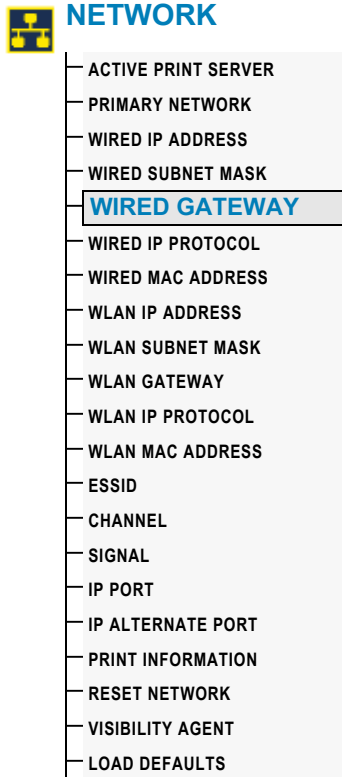 NETWORK
ACTIVE PRINT SERVER
PRIMARY NETWORK
WIRED IP ADDRESS
WIRED SUBNET MASK
WIRED GATEWAY
WIRED IP PROTOCOL
WIRED MAC ADDRESS
WLAN IP ADDRESS
WLAN SUBNET MASK
WLAN GATEWAY
WLAN IP PROTOCOL
WLAN MAC ADDRESS
ESSID
CHANNEL
SIGNAL
IP PORT
IP ALTERNATE PORT
PRINT INFORMATION
RESET NETWORK
VISIBILITY AGENT
LOAD DEFAULTS